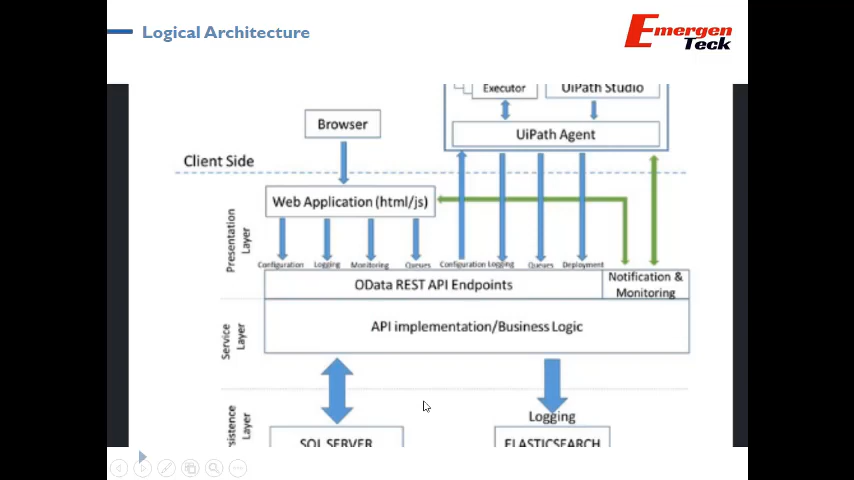 Logical Architecture
Emergen
Teck
Executor
UiPath Studio
Browser
UiPath Agent
Client Side
Web Application (html/js)
Presentation
Layer
Configuration
Logging
Monitoring
Queues
Configuration
Logging
Queues
Deployment
OData REST API Endpoints
Notification &
Monitoring
Service
Layer
API implementation/Business Logic
Layer
Logging
SQL SERVER
ELASTICSEARCH